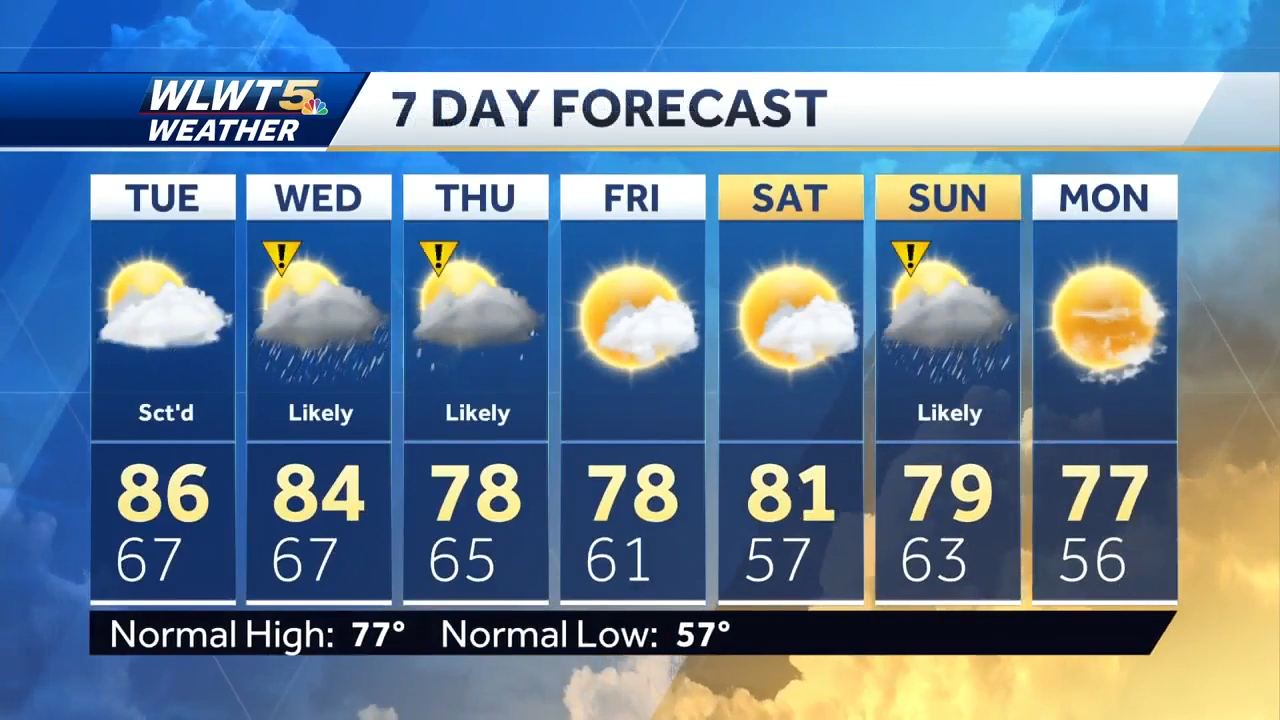 WLWT5
WEATHER
7 DAY FORECAST
TUE WED THU FRI SAT SUN MON
! ! !
Sct'd Likely Likely Likely
86 84 78 78 81 79 77
67 67 65 61 57 63 56
Normal High: 77° Normal Low: 57°